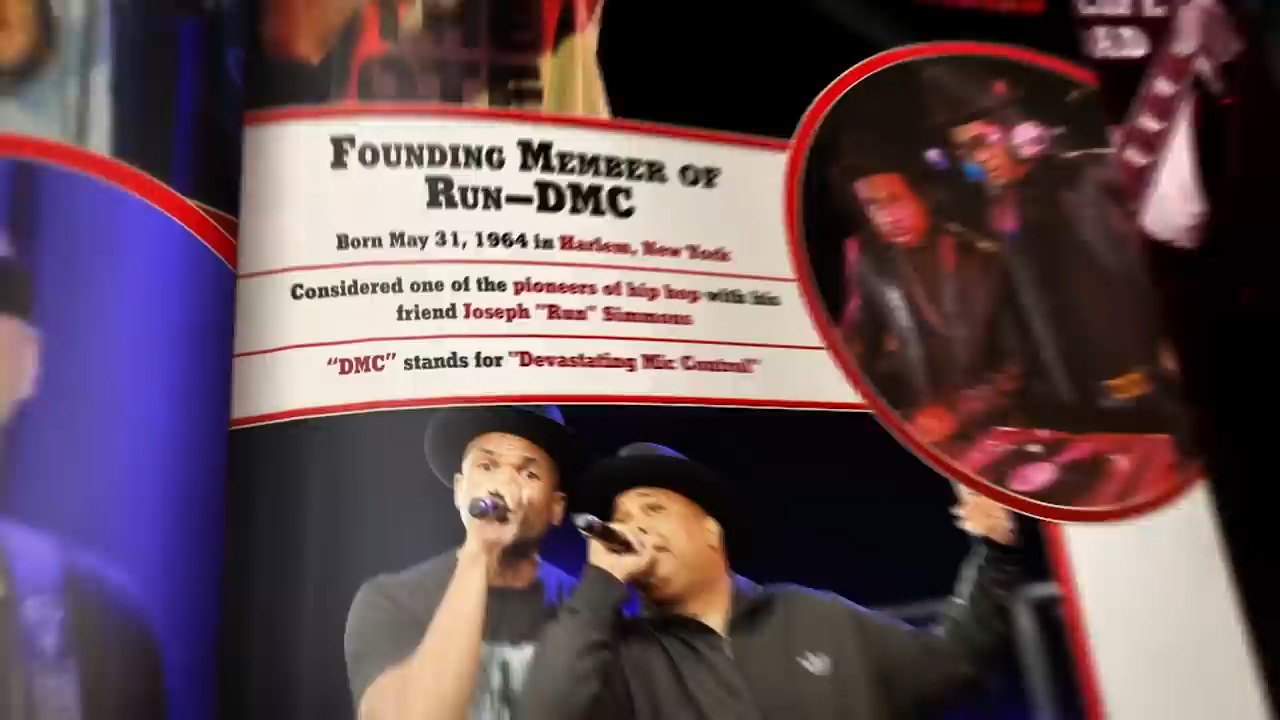 FOUNDING MEMBER OF
RUN–DMC
Born May 31, 1964 in Harlem, New York
Considered one of the pioneers of hip hop with his
friend Joseph "Run" Simmons
“DMC” stands for "Devastating Mic Control"